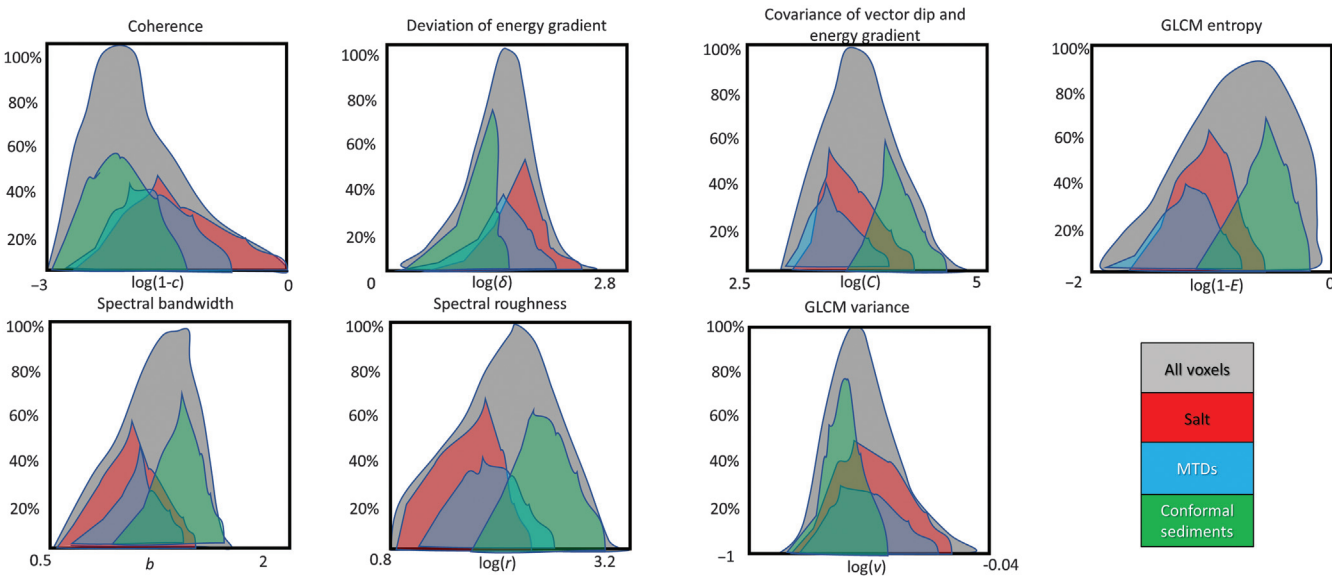 Coherence
100%
80%
60%
40%
20%
−3
log(1-c)
0
Deviation of energy gradient
100%
80%
60%
40%
20%
0
log(δ)
2.8
Covariance of vector dip and
energy gradient
100%
80%
60%
40%
20%
2.5
log(C)
5
GLCM entropy
100%
80%
60%
40%
20%
−2
log(1-E)
0
Spectral bandwidth
100%
80%
60%
40%
20%
0.5
b
2
Spectral roughness
100%
80%
60%
40%
20%
0.8
log(r)
3.2
GLCM variance
100%
80%
60%
40%
20%
−1
log(v)
-0.04
All voxels
Salt
MTDs
Conformal
sediments